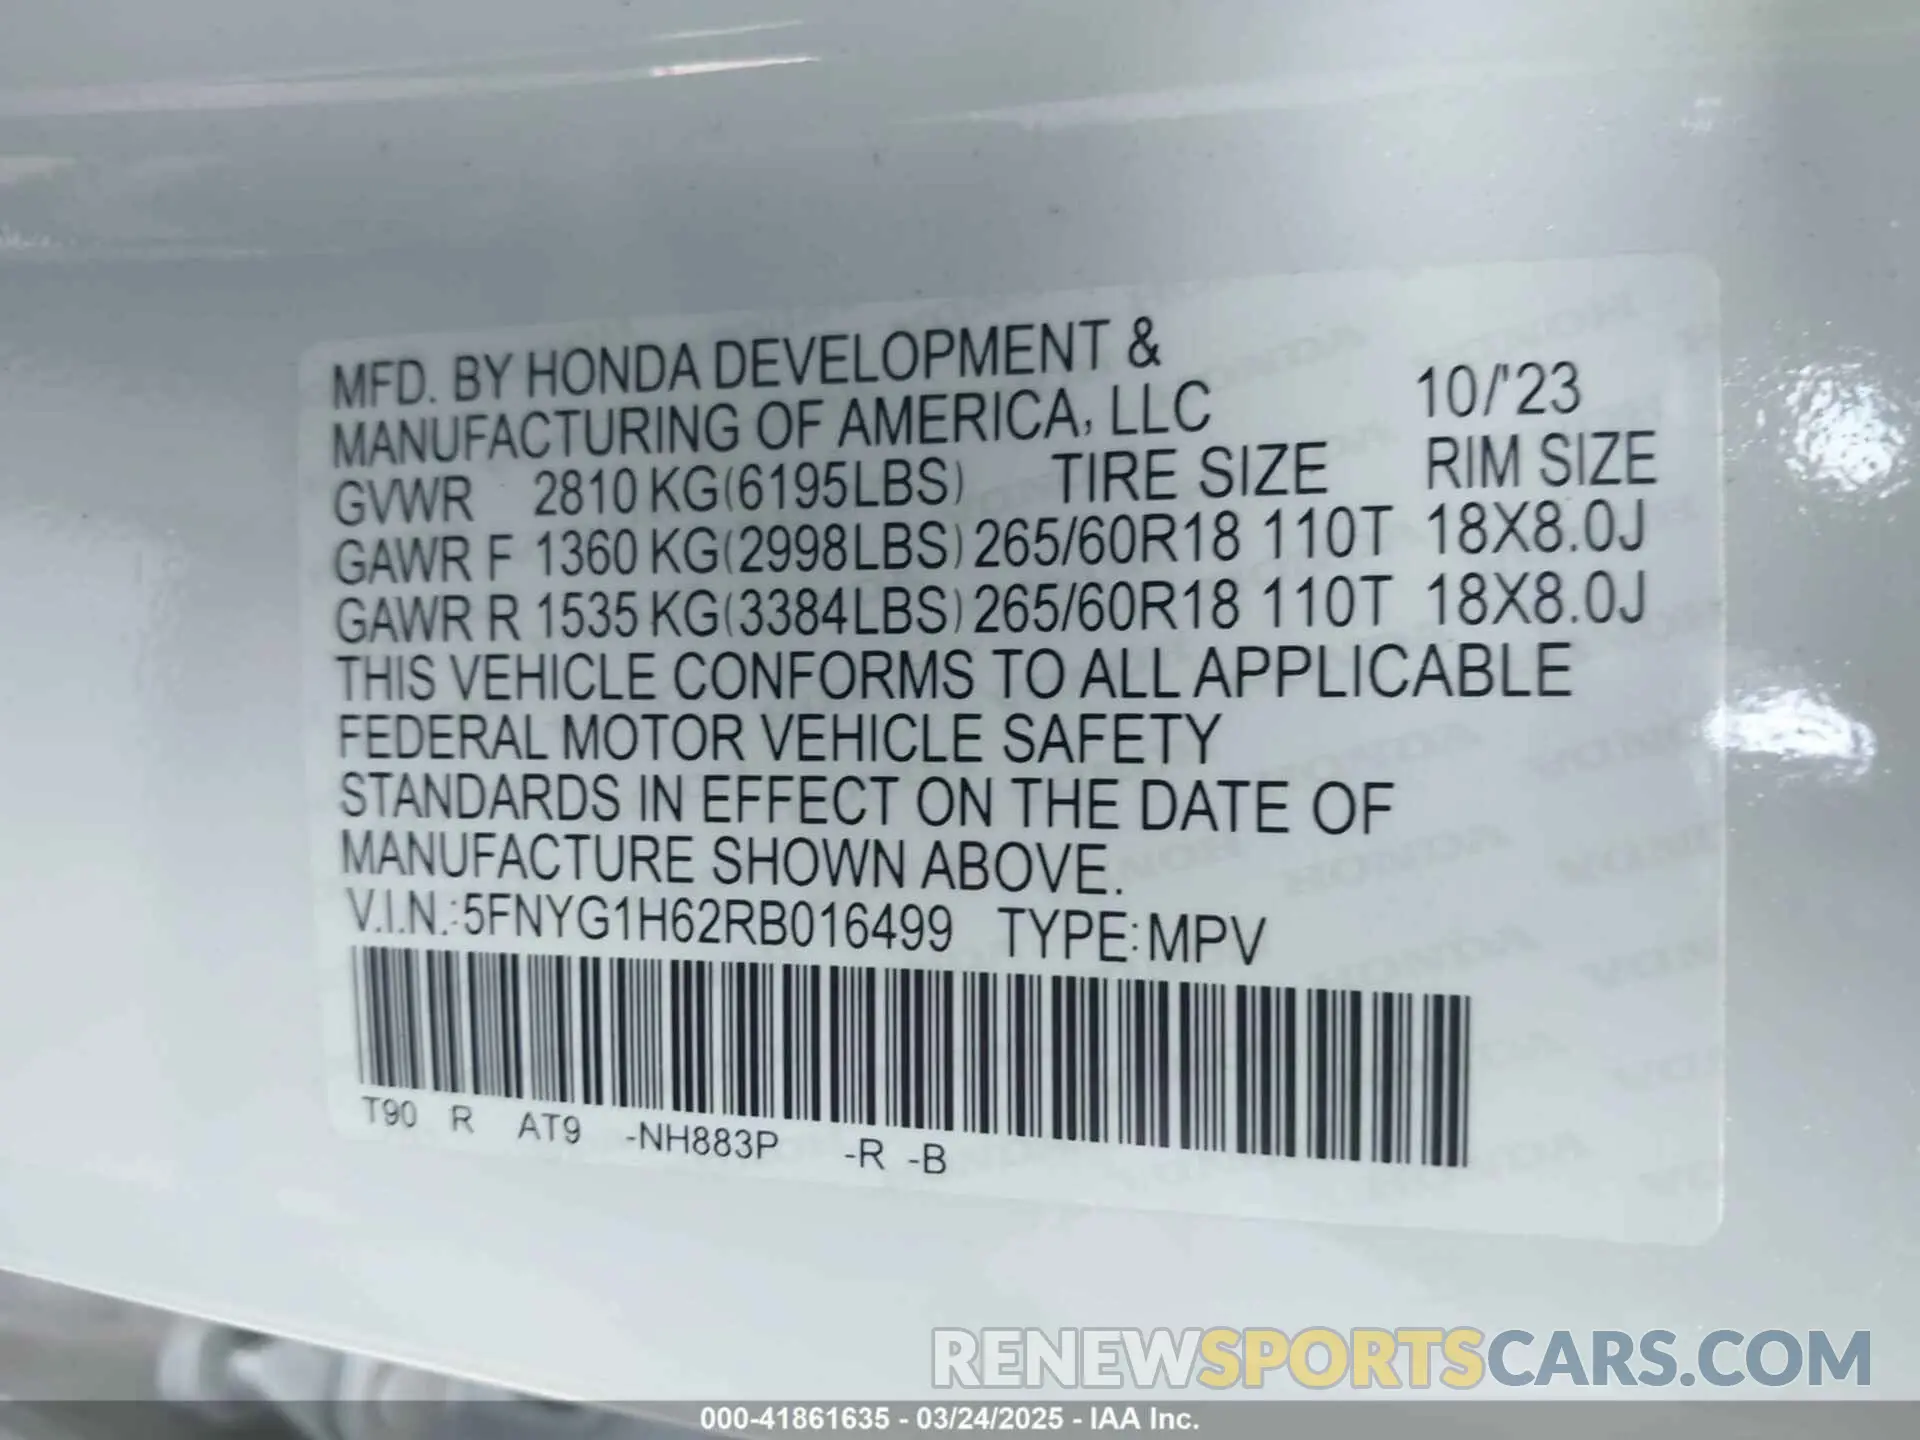 MFD. BY HONDA DEVELOPMENT &
MANUFACTURING OF AMERICA, LLC 10/'23
GVWR 2810 KG(6195LBS) TIRE SIZE RIM SIZE
GAWR F 1360 KG(2998LBS) 265/60R18 110T 18X8.0J
GAWR R 1535 KG(3384LBS) 265/60R18 110T 18X8.0J
THIS VEHICLE CONFORMS TO ALL APPLICABLE
FEDERAL MOTOR VEHICLE SAFETY
STANDARDS IN EFFECT ON THE DATE OF
MANUFACTURE SHOWN ABOVE.
V.I.N.:5FNYG1H62RB016499 TYPE:MPV
T90 R AT9 -NH883P -R -B
RENEWSPORTSCARS.COM
000-41861635 - 03/24/2025 - IAA Inc.